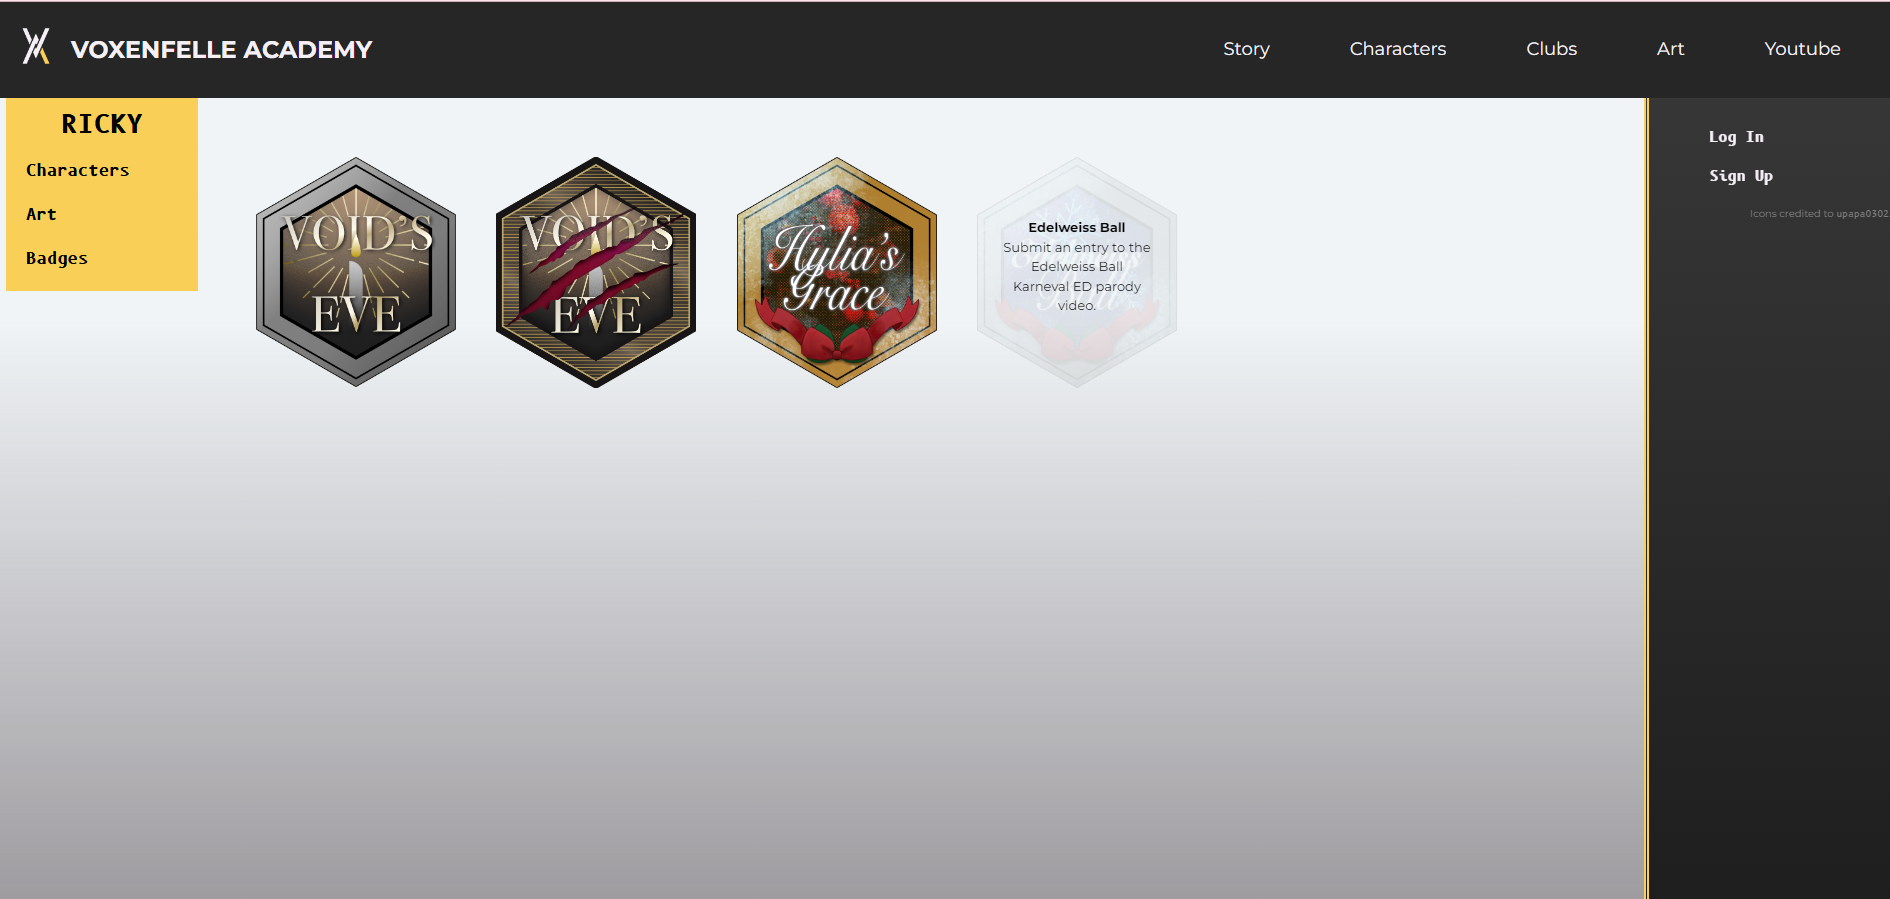 VOXENFELLE ACADEMY
Story
Characters
Clubs
Art
Youtube
RICKY
Characters
Art
Badges
VOID'S
EVE
VOID'S
EVE
Hylia's
Grace
Edelweiss Ball
Submit an entry to the
Edelweiss Ball
Karneval ED parody
video.
Log In
Sign Up
Icons credited to upapa0302